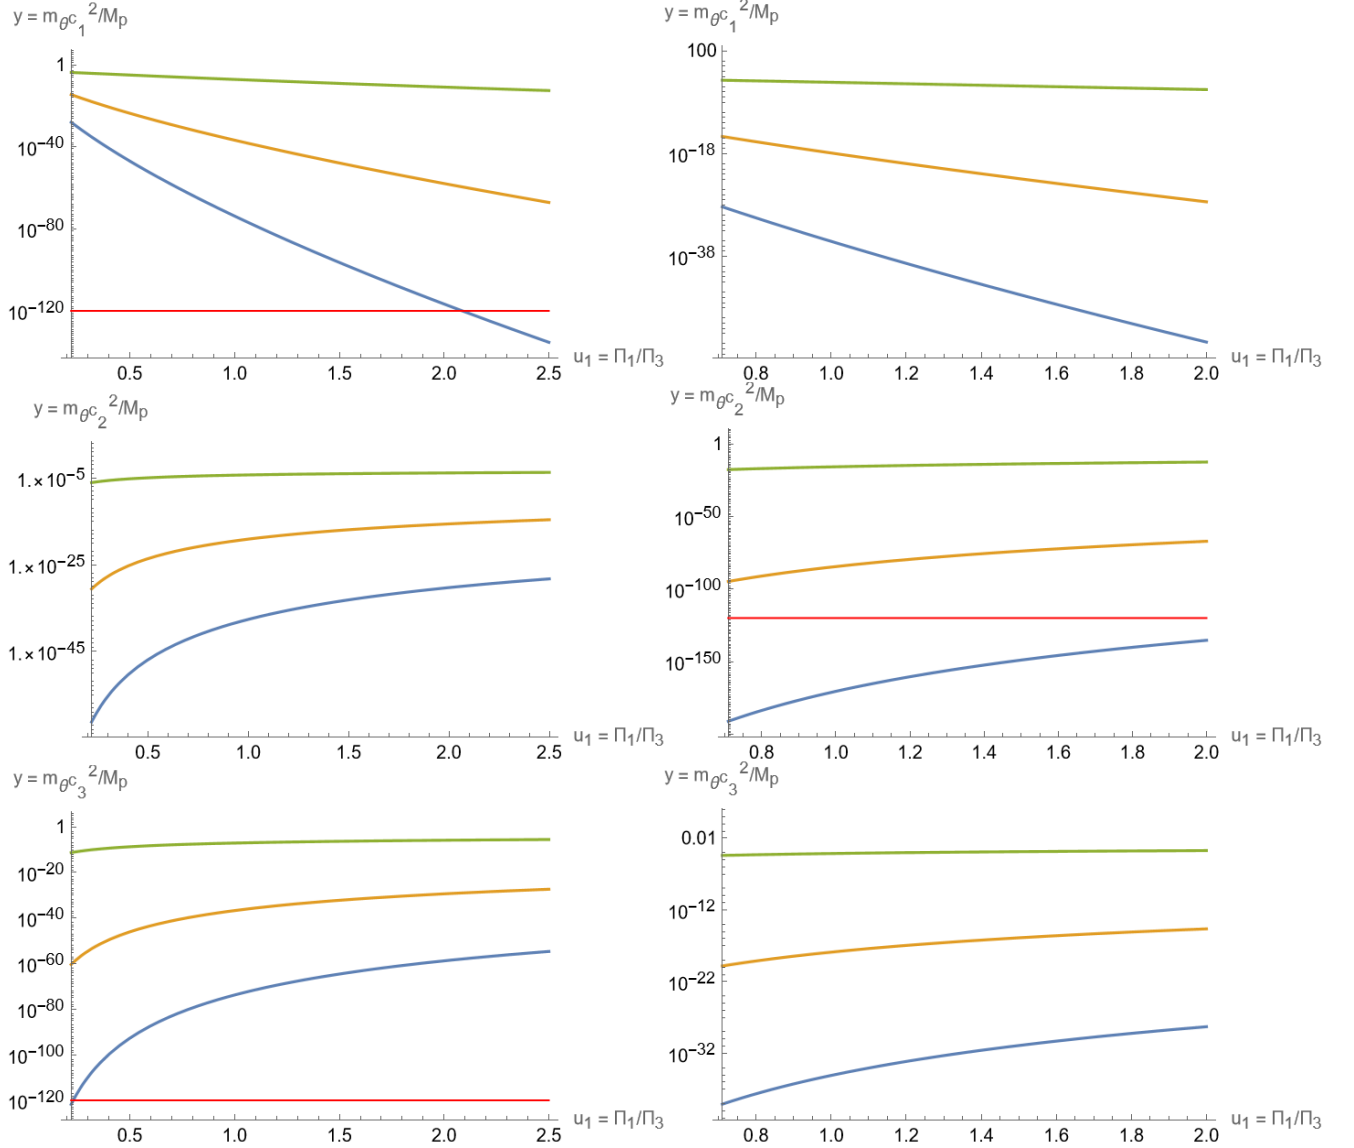 y = mθc₁²/Mp
1
10⁻⁴⁰
10⁻⁸⁰
10⁻¹²⁰
0.5 1.0 1.5 2.0 2.5
u₁ = Π₁/Π₃
y = mθc₁²/Mp
100
10⁻¹⁸
10⁻³⁸
0.8 1.0 1.2 1.4 1.6 1.8 2.0
u₁ = Π₁/Π₃
y = mθc₂²/Mp
1.×10⁻⁵
1.×10⁻²⁵
1.×10⁻⁴⁵
0.5 1.0 1.5 2.0 2.5
u₁ = Π₁/Π₃
y = mθc₂²/Mp
1
10⁻⁵⁰
10⁻¹⁰⁰
10⁻¹⁵⁰
0.8 1.0 1.2 1.4 1.6 1.8 2.0
u₁ = Π₁/Π₃
y = mθc₃²/Mp
1
10⁻²⁰
10⁻⁴⁰
10⁻⁶⁰
10⁻⁸⁰
10⁻¹⁰⁰
10⁻¹²⁰
0.5 1.0 1.5 2.0 2.5
u₁ = Π₁/Π₃
y = mθc₃²/Mp
0.01
10⁻¹²
10⁻²²
10⁻³²
0.8 1.0 1.2 1.4 1.6 1.8 2.0
u₁ = Π₁/Π₃